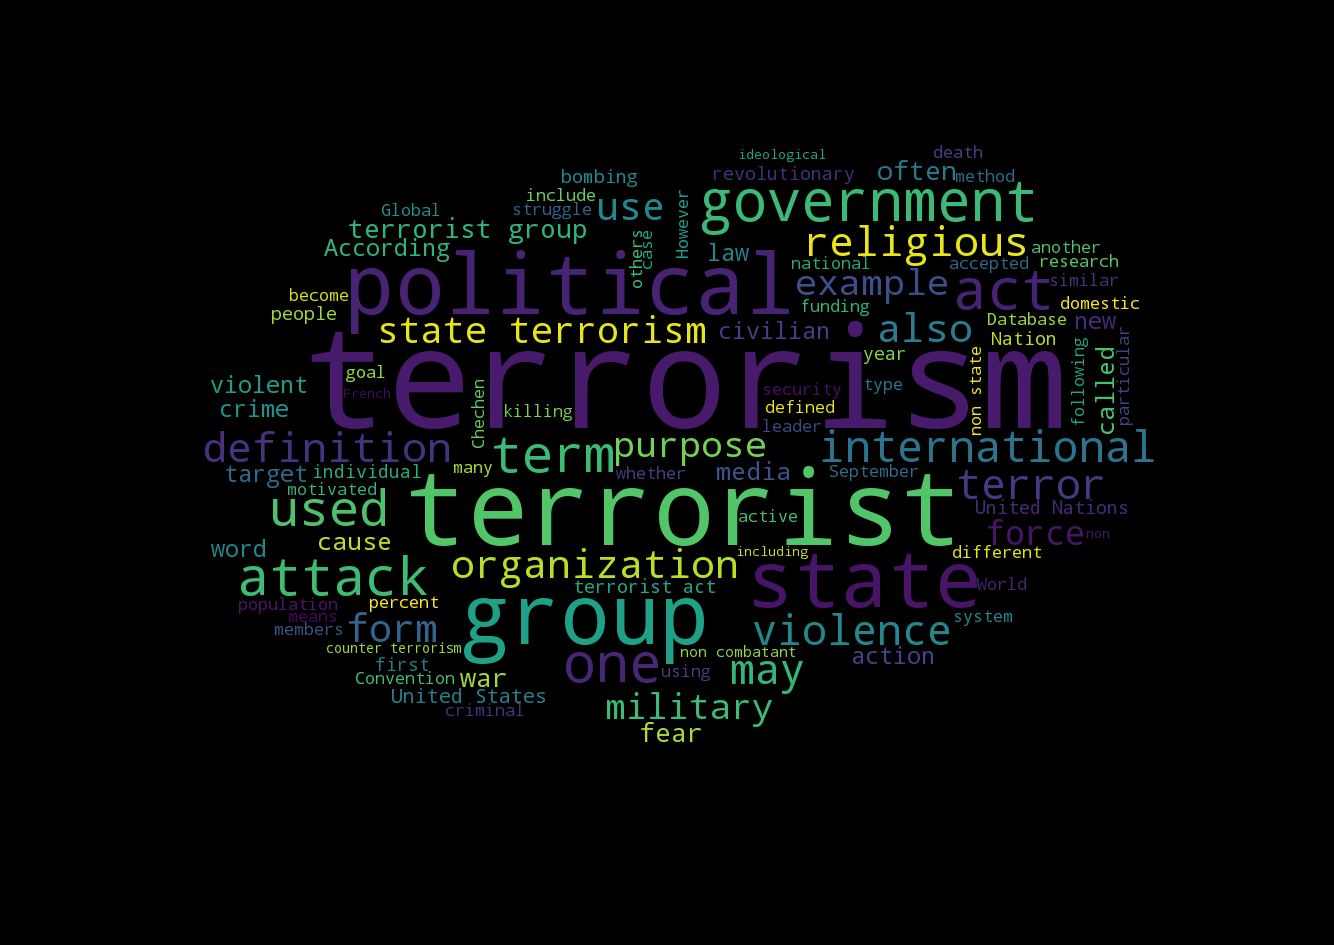 ideological
death
bombing
revolutionary
often
method
include
struggle
use
government
Global
terrorist group
However
According
others
case
law
religious
another
national
accepted
research
political
example
act
similar
become
people
funding
domestic
state terrorism
civilian
also
Database
new
Nation
terrorism
year
non state
following
called
particular
goal
violent
French
security
type
crime
Chechen
killing
defined
leader
definition
term
purpose
international
target
individual
many
whether
media
September
motivated
used
terrorist
terror
active
United Nations
force
non
word
cause
organization
including
different
attack
terrorist act
state
World
population
percent
means
members
form
group
violence
system
counter terrorism
first
one
non combatant
may
action
Convention
war
using
United States
criminal
military
fear